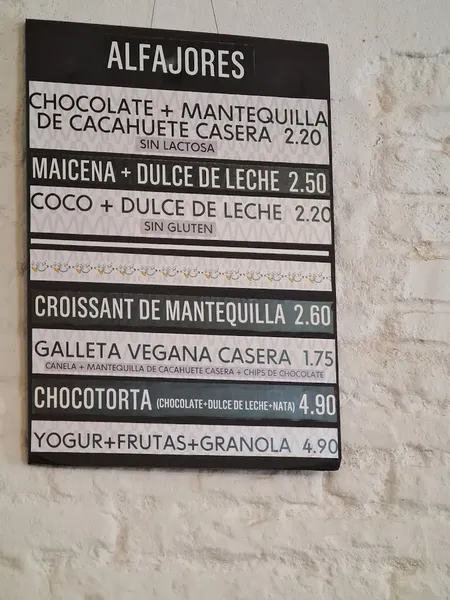 ALFAJORES
CHOCOLATE + MANTEQUILLA
DE CACAHUETE CASERA 2.20
SIN LACTOSA
MAICENA + DULCE DE LECHE 2.50
COCO + DULCE DE LECHE 2.20
SIN GLUTEN
CROISSANT DE MANTEQUILLA 2.60
GALLETA VEGANA CASERA 1.75
CANELA + MANTEQUILLA DE CACAHUETE CASERA + CHIPS DE CHOCOLATE
CHOCOTORTA (CHOCOLATE+DULCE DE LECHE+NATA) 4.90
YOGUR+FRUTAS+GRANOLA 4.90